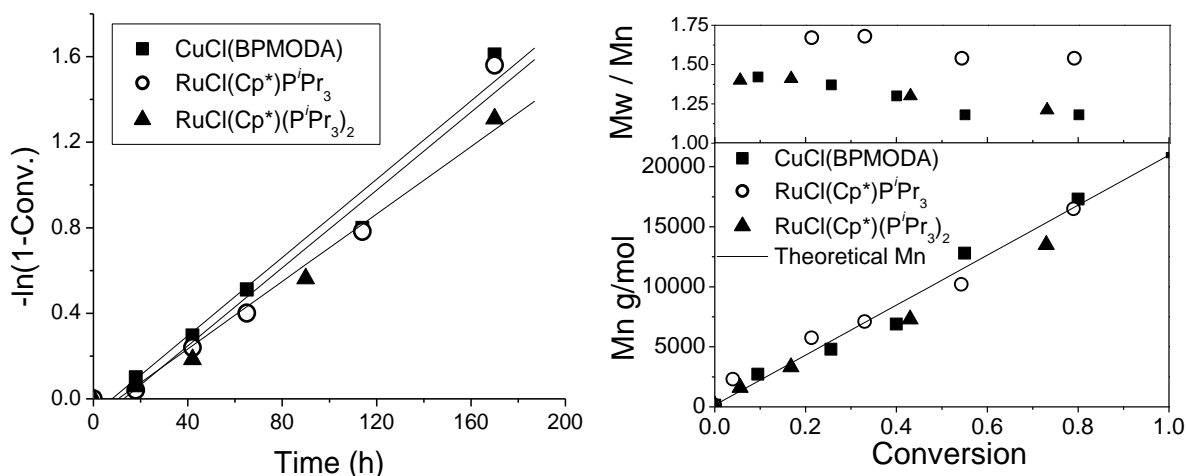 -ln(1-Conv.)
1.6
1.2
0.8
0.4
0.0
CuCl(BPMODA)
RuCl(Cp*)PⁱPr₃
RuCl(Cp*)(PⁱPr₃)₂
0 40 80 120 160 200
Time (h)
Mw / Mn
1.75
1.50
1.25
1.00
Mn g/mol
20000
15000
10000
5000
0
CuCl(BPMODA)
RuCl(Cp*)PⁱPr₃
RuCl(Cp*)(PⁱPr₃)₂
Theoretical Mn
0.0 0.2 0.4 0.6 0.8 1.0
Conversion